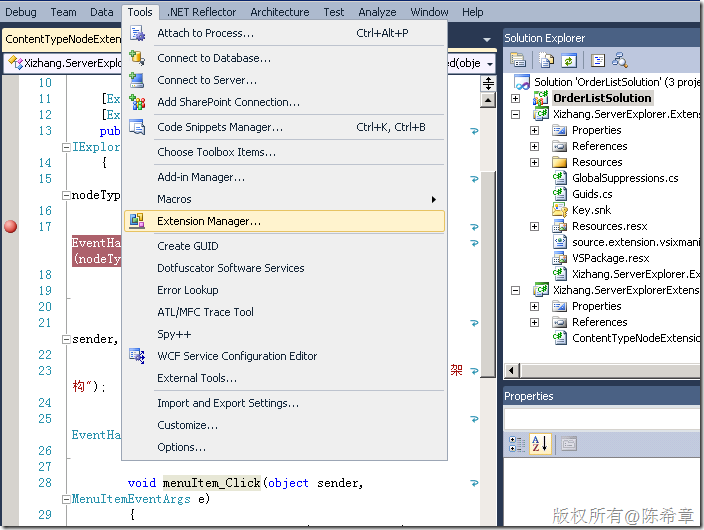 Debug Team Data Tools .NET Reflector Architecture Test Analyze Window Help
ContentTypeNodeExten
Xizhang.ServerExplo
ed(obje
10
11 [Ex
12 [Ex
13 pub
IExplor
14 {
15
nodeTyp
16
17
EventHa
(nodeTy
18
19
20
21
sender,
22
23 架
构");
24
25
EventHa
26
27
28 void menuItem_Click(object sender,
MenuItemEventArgs e)
29 {
Attach to Process... Ctrl+Alt+P
Connect to Database...
Connect to Server...
Add SharePoint Connection...
Code Snippets Manager... Ctrl+K, Ctrl+B
Choose Toolbox Items...
Add-in Manager...
Macros
Extension Manager...
Create GUID
Dotfuscator Software Services
Error Lookup
ATL/MFC Trace Tool
Spy++
WCF Service Configuration Editor
External Tools...
Import and Export Settings...
Customize...
Options...
Solution Explorer
Solution 'OrderListSolution' (3 proj
OrderListSolution
Xizhang.ServerExplorer.Extens
Properties
References
Resources
GlobalSuppressions.cs
Guids.cs
Key.snk
Resources.resx
source.extension.vsixmani
VSPackage.resx
Xizhang.ServerExplorer.Ex
Xizhang.ServerExplorerExtens
Properties
References
ContentTypeNodeExtensio
Properties
版权所有@陈希章